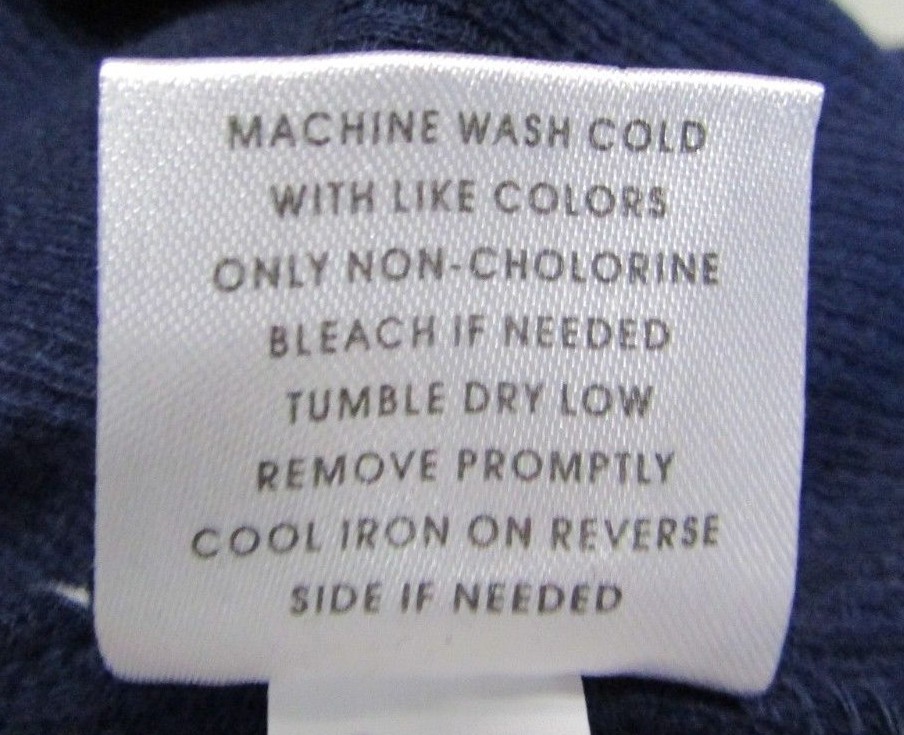 MACHINE WASH COLD
WITH LIKE COLORS
ONLY NON-CHOLORINE
BLEACH IF NEEDED
TUMBLE DRY LOW
REMOVE PROMPTLY
COOL IRON ON REVERSE
SIDE IF NEEDED